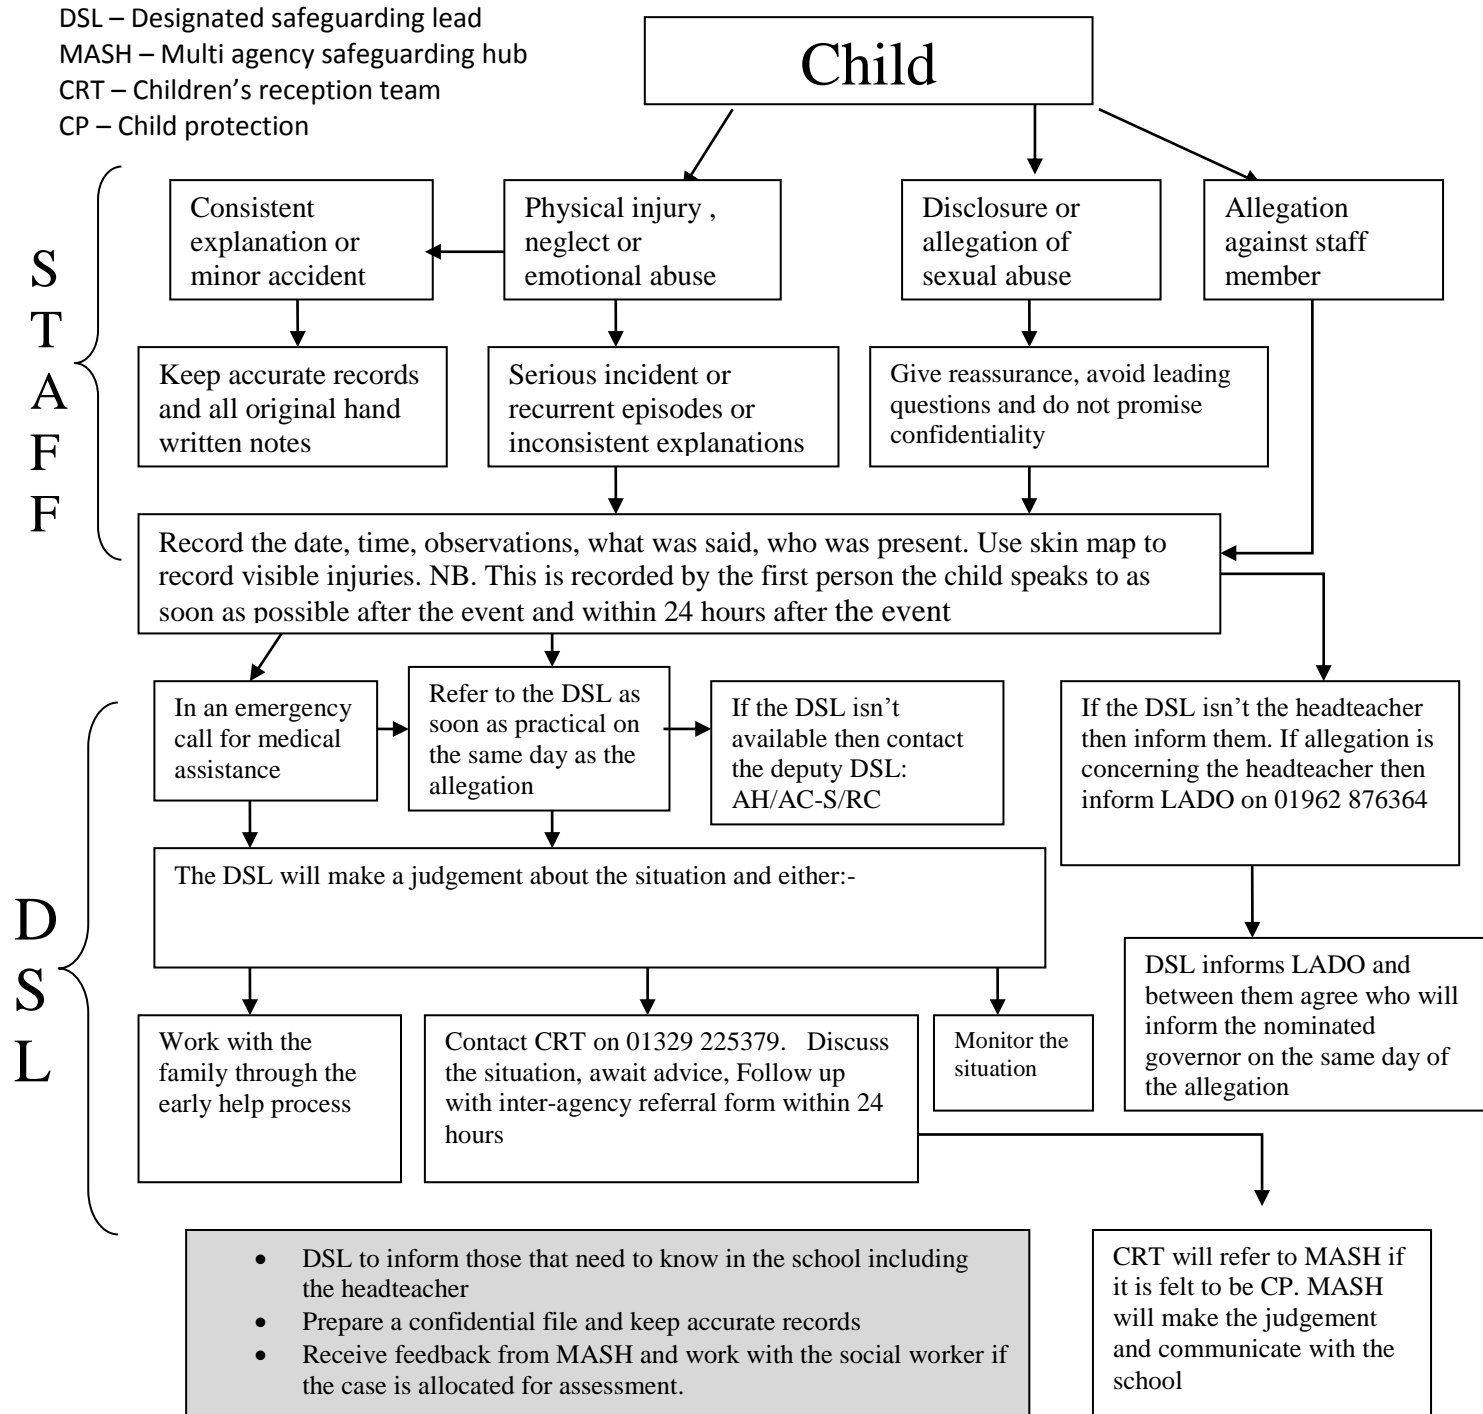 DSL – Designated safeguarding lead
MASH – Multi agency safeguarding hub
CRT – Children's reception team
CP – Child protection
Child
S
T
A
F
F
Consistent
explanation or
minor accident
Physical injury ,
neglect or
emotional abuse
Disclosure or
allegation of
sexual abuse
Allegation
against staff
member
Keep accurate records
and all original hand
written notes
Serious incident or
recurrent episodes or
inconsistent explanations
Give reassurance, avoid leading
questions and do not promise
confidentiality
Record the date, time, observations, what was said, who was present. Use skin map to
record visible injuries. NB. This is recorded by the first person the child speaks to as
soon as possible after the event and within 24 hours after the event
D
S
L
In an emergency
call for medical
assistance
Refer to the DSL as
soon as practical on
the same day as the
allegation
If the DSL isn't
available then contact
the deputy DSL:
AH/AC-S/RC
If the DSL isn't the headteacher
then inform them. If allegation is
concerning the headteacher then
inform LADO on 01962 876364
The DSL will make a judgement about the situation and either:-
DSL informs LADO and
between them agree who will
inform the nominated
governor on the same day of
the allegation
Work with the
family through the
early help process
Contact CRT on 01329 225379. Discuss
the situation, await advice, Follow up
with inter-agency referral form within 24
hours
Monitor the
situation
• DSL to inform those that need to know in the school including
the headteacher
• Prepare a confidential file and keep accurate records
• Receive feedback from MASH and work with the social worker if
the case is allocated for assessment.
CRT will refer to MASH if
it is felt to be CP. MASH
will make the judgement
and communicate with the
school